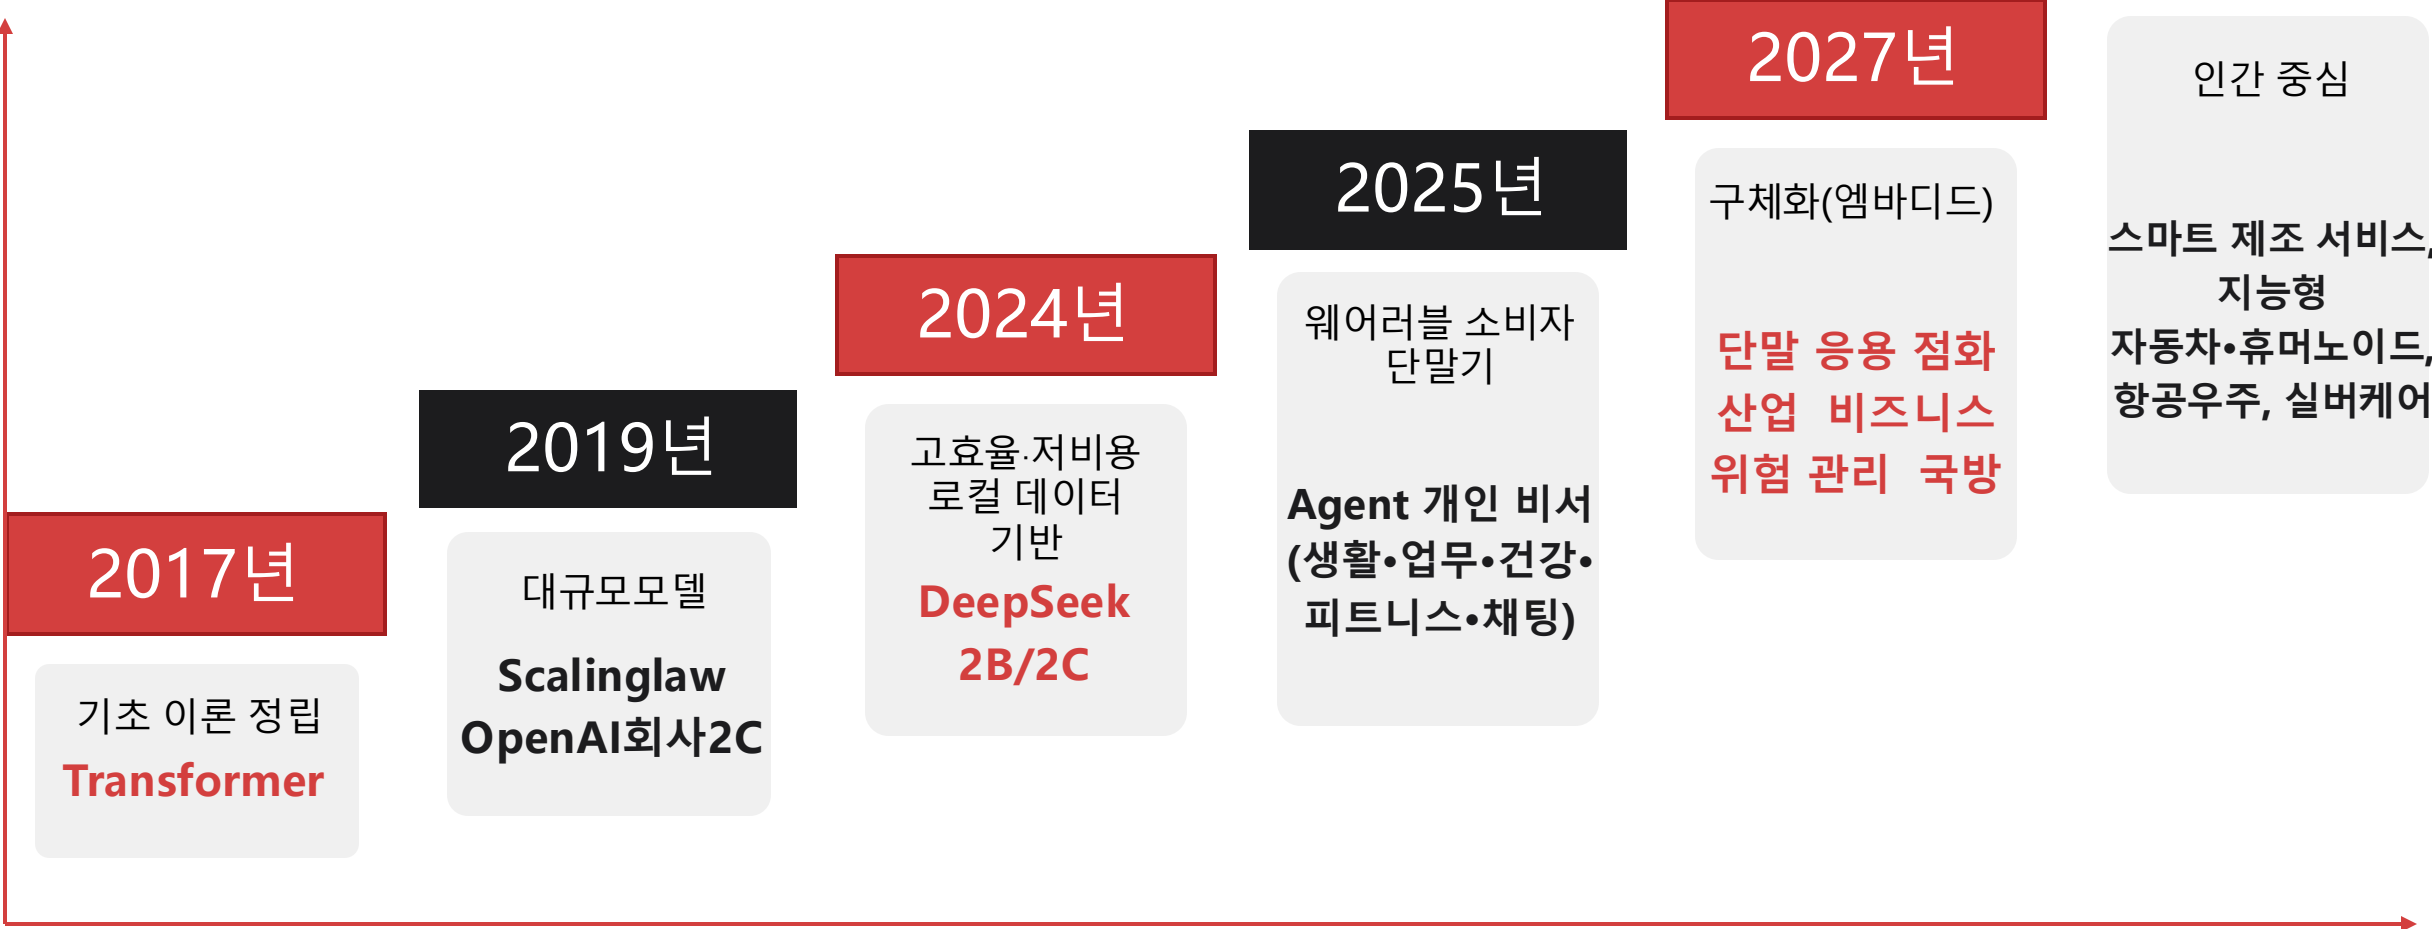 2017년
기초 이론 정립
Transformer
2019년
대규모모델
Scalinglaw
OpenAI회사2C
2024년
고효율·저비용
로컬 데이터
기반
DeepSeek
2B/2C
2025년
웨어러블 소비자
단말기
Agent 개인 비서
(생활•업무•건강•
피트니스•채팅)
2027년
구체화(엠바디드)
단말 응용 점화
산업 비즈니스
위험 관리 국방
인간 중심
스마트 제조 서비스,
지능형
자동차•휴머노이드,
항공우주, 실버케어